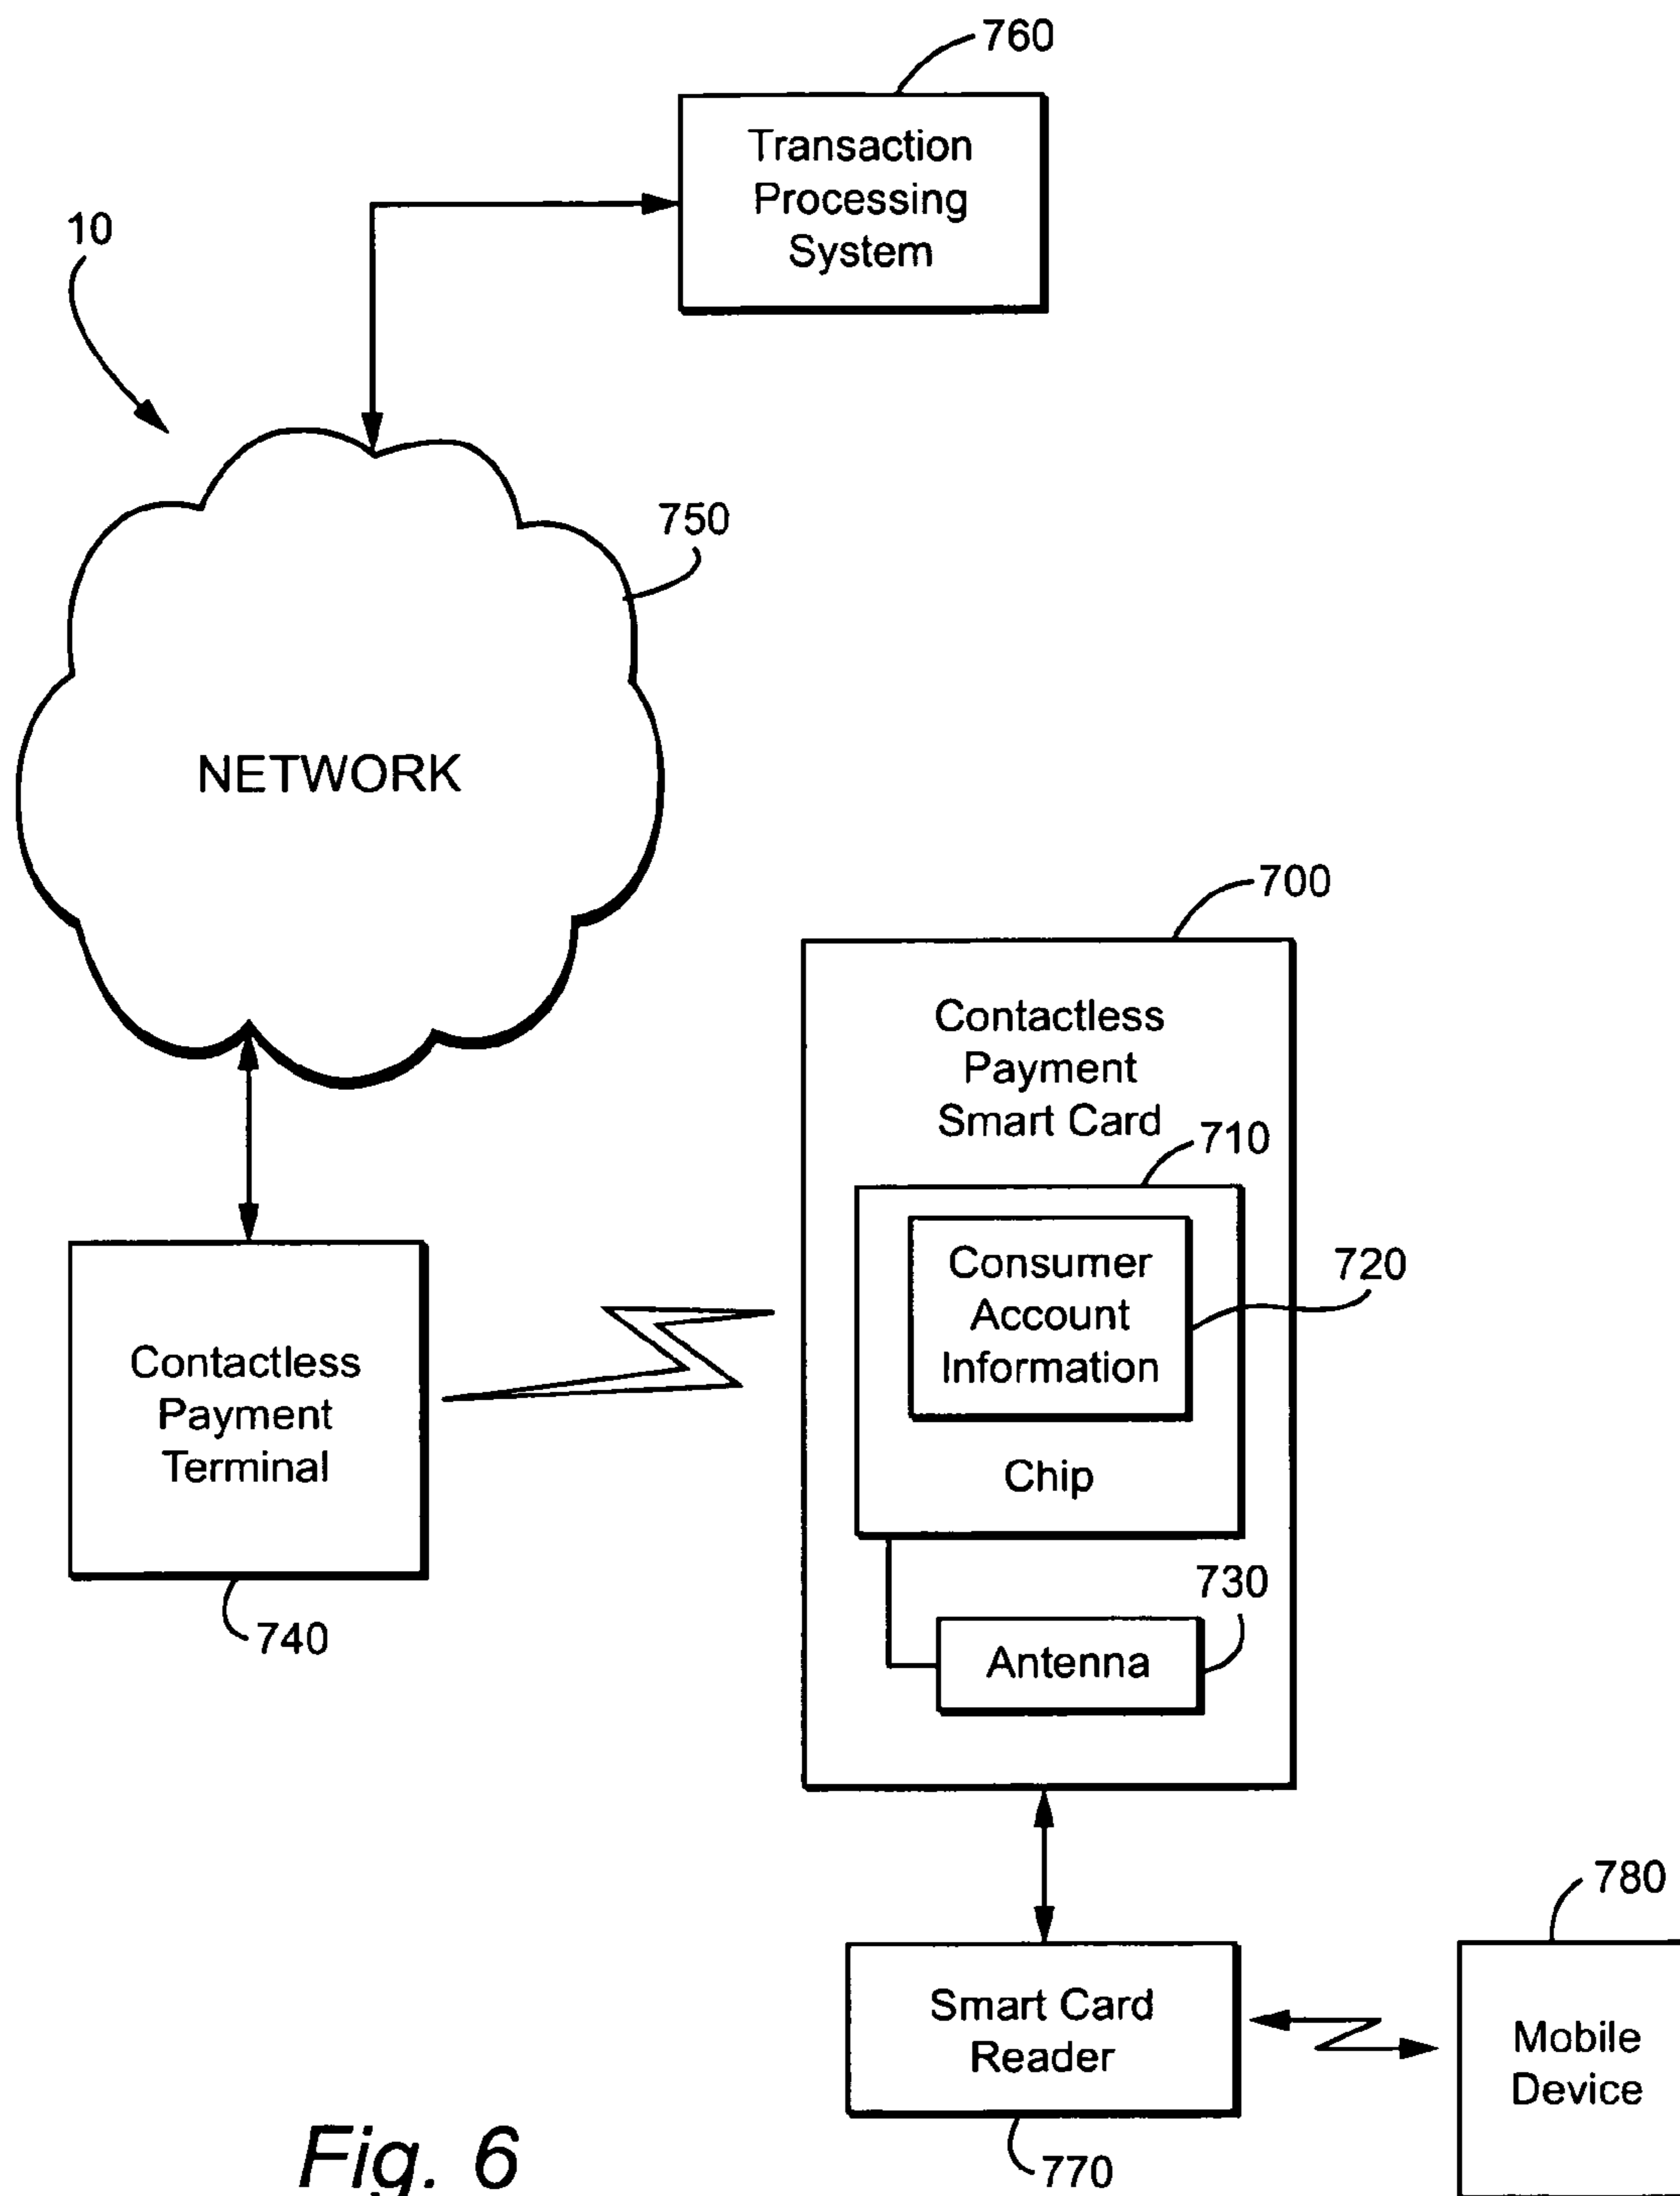 760
Transaction
Processing
System
10
750
NETWORK
700
Contactless
Payment
Smart Card
710
Consumer
Account
Information
720
Chip
Contactless
Payment
Terminal
740
730
Antenna
780
Smart Card
Reader
Mobile
Device
770
Fig. 6